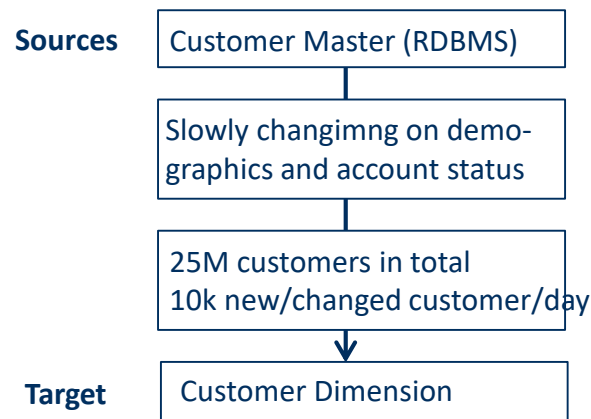 Sources
Customer Master (RDBMS)
Slowly changimng on demo-
graphics and account status
25M customers in total
10k new/changed customer/day
Target
Customer Dimension